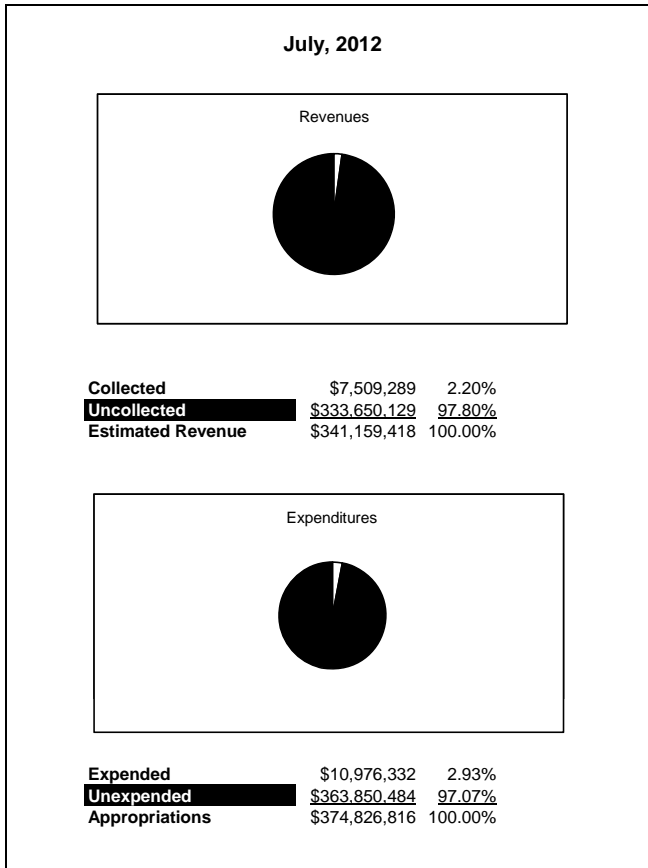 July, 2012
Revenues
Collected $7,509,289 2.20%
Uncollected $333,650,129 97.80%
Estimated Revenue $341,159,418 100.00%
Expenditures
Expended $10,976,332 2.93%
Unexpended $363,850,484 97.07%
Appropriations $374,826,816 100.00%